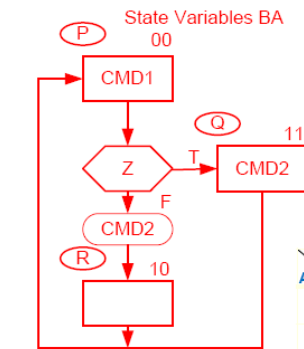 State Variables BA
P
00
CMD1
Q
11
Z
T
CMD2
F
CMD2
R
10
A